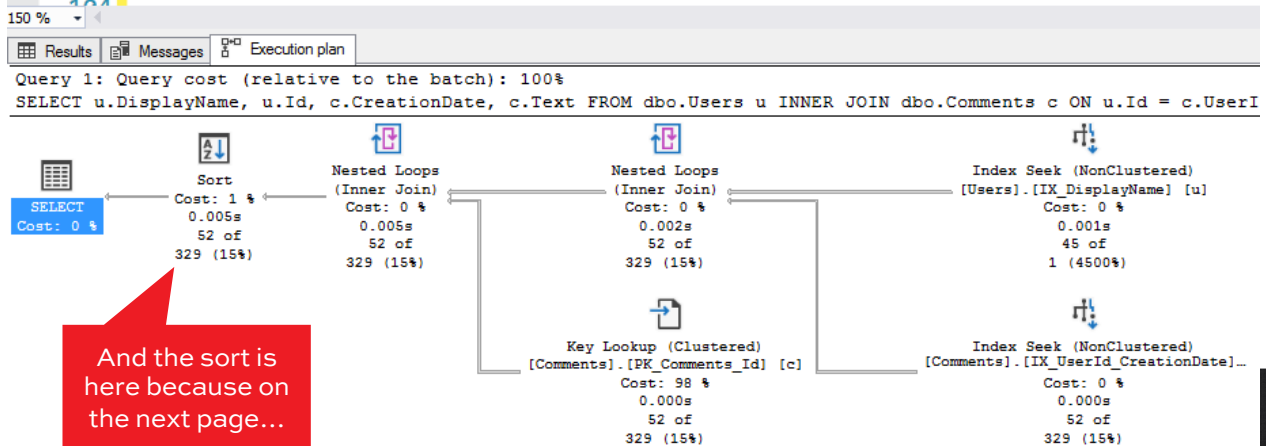 150 %
Results Messages Execution plan
Query 1: Query cost (relative to the batch): 100%
SELECT u.DisplayName, u.Id, c.CreationDate, c.Text FROM dbo.Users u INNER JOIN dbo.Comments c ON u.Id = c.UserI
SELECT
Cost: 0 %
Sort
Cost: 1 %
0.005s
52 of
329 (15%)
Nested Loops
(Inner Join)
Cost: 0 %
0.005s
52 of
329 (15%)
Nested Loops
(Inner Join)
Cost: 0 %
0.002s
52 of
329 (15%)
Index Seek (NonClustered)
[Users].[IX_DisplayName] [u]
Cost: 0 %
0.001s
45 of
1 (4500%)
Key Lookup (Clustered)
[Comments].[PK_Comments_Id] [c]
Cost: 98 %
0.000s
52 of
329 (15%)
Index Seek (NonClustered)
[Comments].[IX_UserId_CreationDate]…
Cost: 0 %
0.000s
52 of
329 (15%)
And the sort is
here because on
the next page…